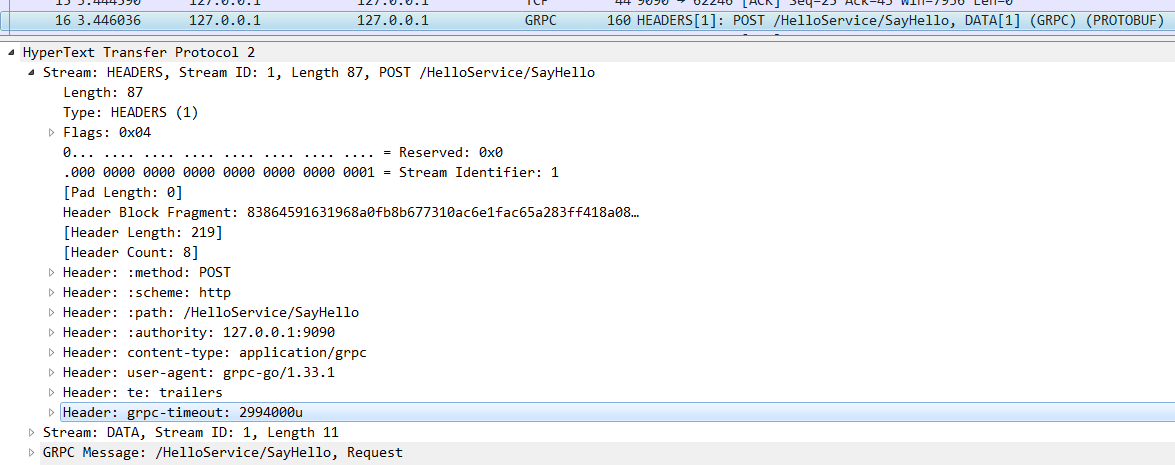 15 3.444590 127.0.0.1 127.0.0.1 TCP 44 9090 → 62246 [ACK] Seq=25 Ack=45 Win=7936 Len=0
16 3.446036 127.0.0.1 127.0.0.1 GRPC 160 HEADERS[1]: POST /HelloService/SayHello, DATA[1] (GRPC) (PROTOBUF)
HyperText Transfer Protocol 2
Stream: HEADERS, Stream ID: 1, Length 87, POST /HelloService/SayHello
Length: 87
Type: HEADERS (1)
Flags: 0x04
0... .... .... .... .... .... .... .... = Reserved: 0x0
.000 0000 0000 0000 0000 0000 0000 0001 = Stream Identifier: 1
[Pad Length: 0]
Header Block Fragment: 83864591631968a0fb8b677310ac6e1fac65a283ff418a08…
[Header Length: 219]
[Header Count: 8]
Header: :method: POST
Header: :scheme: http
Header: :path: /HelloService/SayHello
Header: :authority: 127.0.0.1:9090
Header: content-type: application/grpc
Header: user-agent: grpc-go/1.33.1
Header: te: trailers
Header: grpc-timeout: 2994000u
Stream: DATA, Stream ID: 1, Length 11
GRPC Message: /HelloService/SayHello, Request